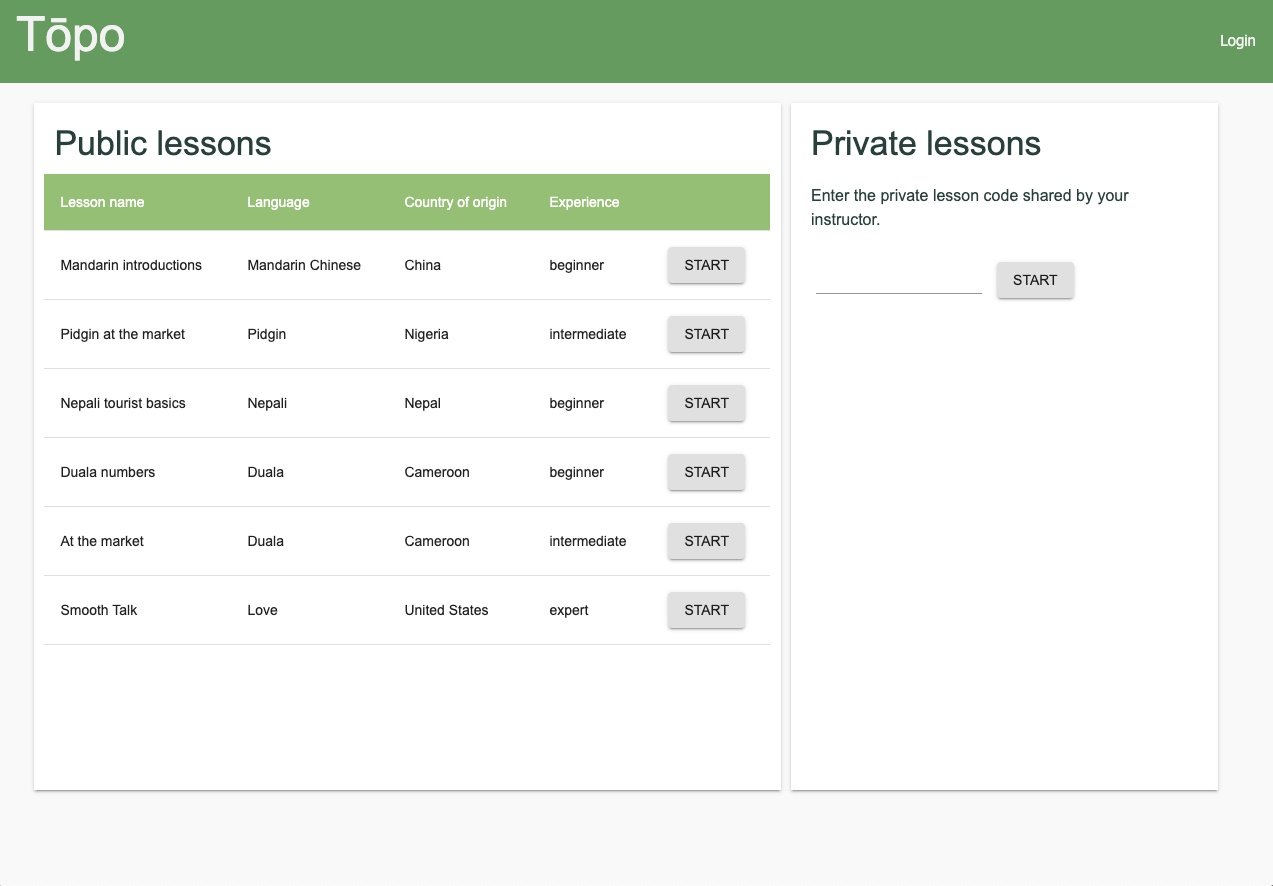 Tōpo
Login
Public lessons
Lesson name Language Country of origin Experience
Mandarin introductions Mandarin Chinese China beginner START
Pidgin at the market Pidgin Nigeria intermediate START
Nepali tourist basics Nepali Nepal beginner START
Duala numbers Duala Cameroon beginner START
At the market Duala Cameroon intermediate START
Smooth Talk Love United States expert START
Private lessons
Enter the private lesson code shared by your
instructor.
START